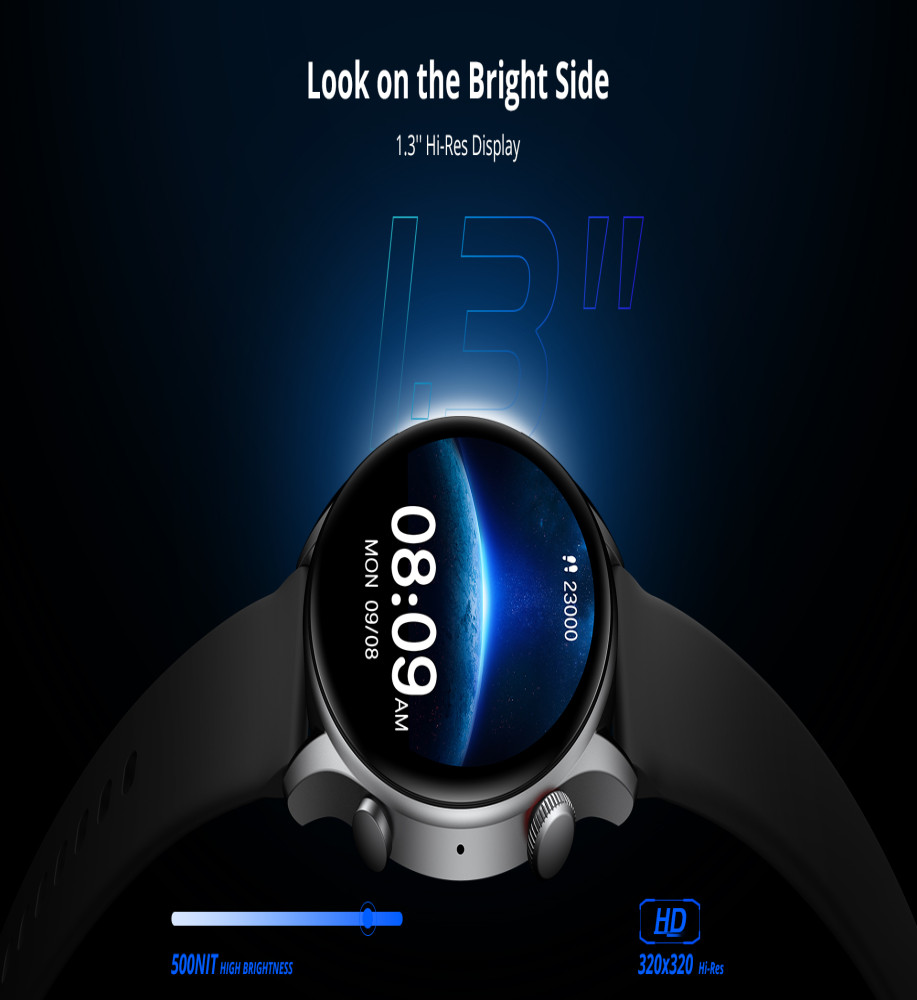 Look on the Bright Side
1.3" Hi-Res Display
1.3"
23000
08:09 AM
MON 09/08
HD
500NIT HIGH BRIGHTNESS
320x320 Hi-Res